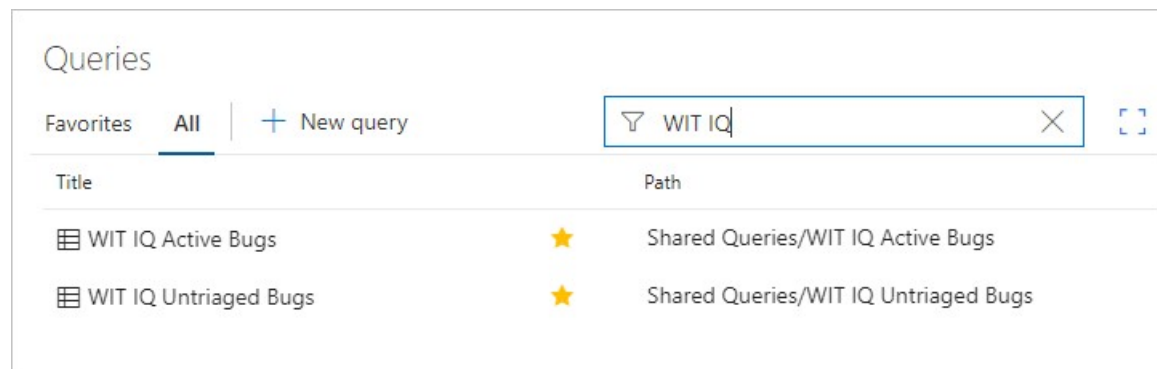 Queries
Favorites All + New query WIT IQ
Title Path
WIT IQ Active Bugs Shared Queries/WIT IQ Active Bugs
WIT IQ Untriaged Bugs Shared Queries/WIT IQ Untriaged Bugs